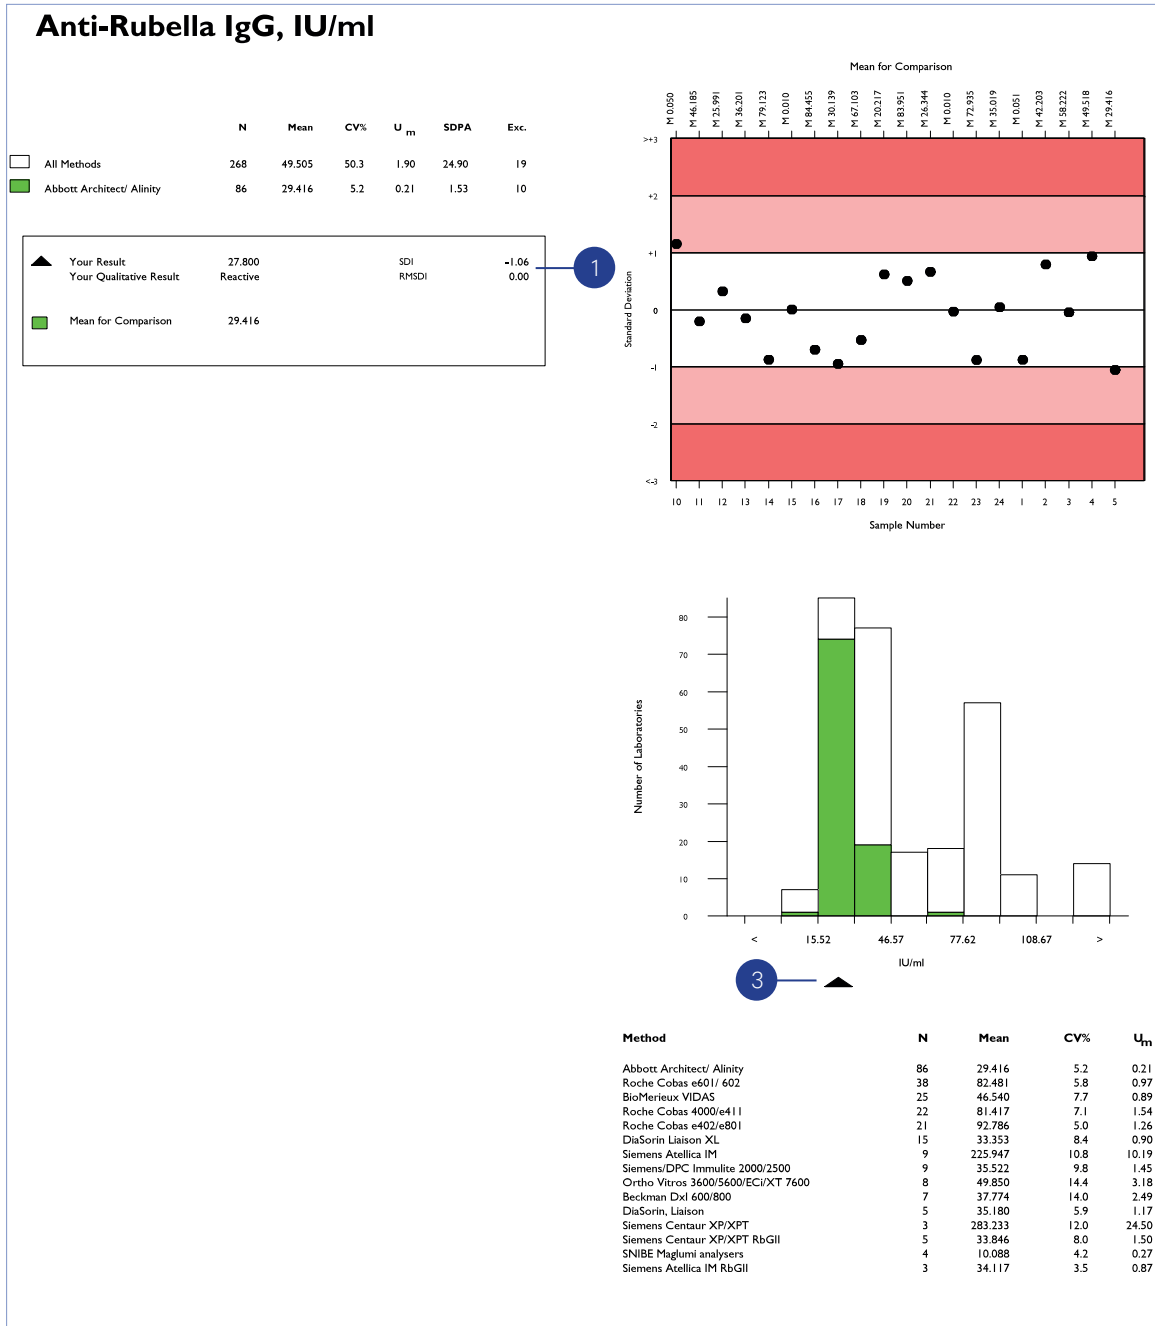 Anti-Rubella IgG, IU/ml
N Mean CV% U m SDPA Exc.
All Methods 268 49.505 50.3 1.90 24.90 19
Abbott Architect/ Alinity 86 29.416 5.2 0.21 1.53 10
Your Result 27.800 SDI -1.06
Your Qualitative Result Reactive RMSDI 0.00
1
Mean for Comparison 29.416
Mean for Comparison
M 0.050
M 46.185
M 25.991
M 36.201
M 79.123
M 0.010
M 84.455
M 30.139
M 67.103
M 20.217
M 83.951
M 26.344
M 0.010
M 72.935
M 35.019
M 0.051
M 42.203
M 58.222
M 49.518
M 29.416
Standard Deviation
>+3
+2
+1
0
-1
-2
<-3
10 11 12 13 14 15 16 17 18 19 20 21 22 23 24 1 2 3 4 5
Sample Number
Number of Laboratories
80
70
60
50
40
30
20
10
0
< 15.52 46.57 77.62 108.67 >
IU/ml
3
Method N Mean CV% Um
Abbott Architect/ Alinity 86 29.416 5.2 0.21
Roche Cobas e601/ 602 38 82.481 5.8 0.97
BioMerieux VIDAS 25 46.540 7.7 0.89
Roche Cobas 4000/e411 22 81.417 7.1 1.54
Roche Cobas e402/e801 21 92.786 5.0 1.26
DiaSorin Liaison XL 15 33.353 8.4 0.90
Siemens Atellica IM 9 225.947 10.8 10.19
Siemens/DPC Immulite 2000/2500 9 35.522 9.8 1.45
Ortho Vitros 3600/5600/ECi/XT 7600 8 49.850 14.4 3.18
Beckman DxI 600/800 7 37.774 14.0 2.49
DiaSorin, Liaison 5 35.180 5.9 1.17
Siemens Centaur XP/XPT 3 283.233 12.0 24.50
Siemens Centaur XP/XPT RbGII 5 33.846 8.0 1.50
SNIBE Maglumi analysers 4 10.088 4.2 0.27
Siemens Atellica IM RbGII 3 34.117 3.5 0.87